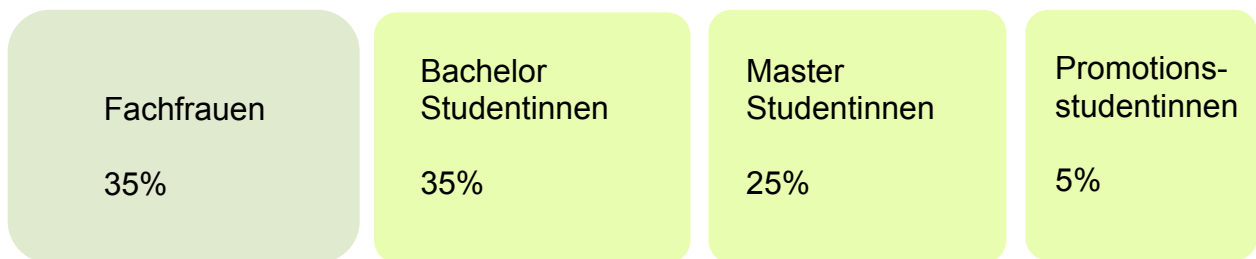 Fachfrauen
35%
Bachelor
Studentinnen
35%
Master
Studentinnen
25%
Promotions-
studentinnen
5%